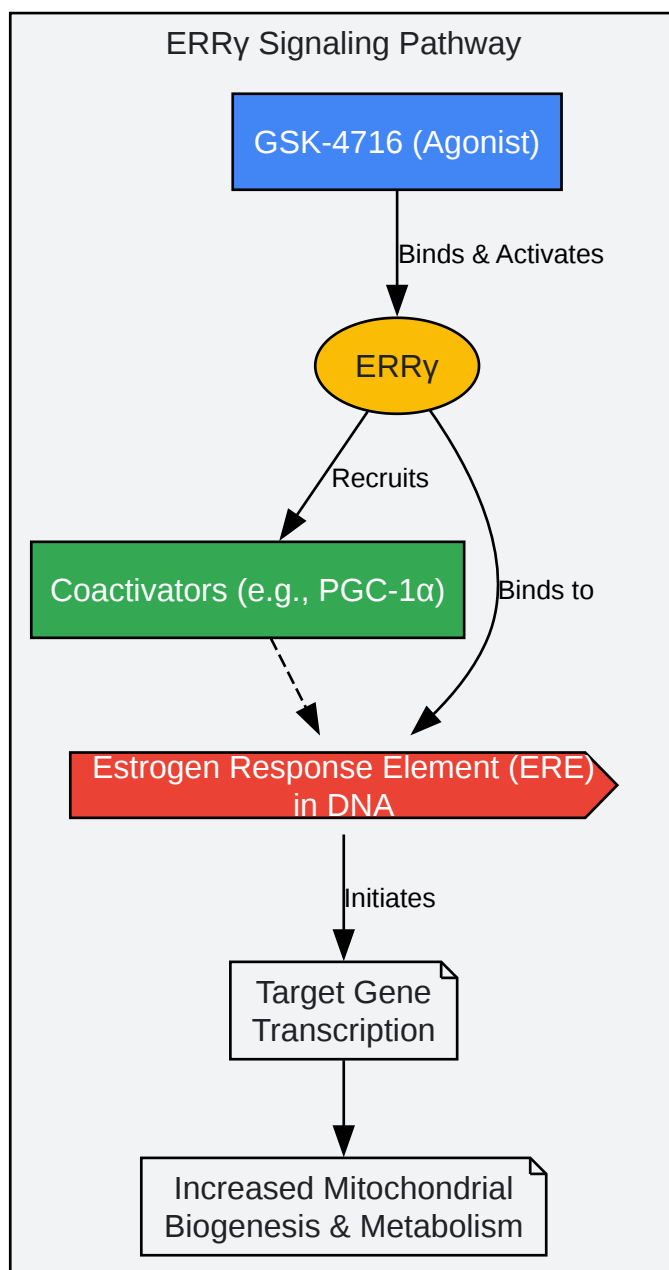 ERRγ Signaling Pathway
GSK-4716 (Agonist)
Binds & Activates
ERRγ
Recruits
Coactivators (e.g., PGC-1α)
Binds to
Estrogen Response Element (ERE)
in DNA
Initiates
Target Gene
Transcription
Increased Mitochondrial
Biogenesis & Metabolism